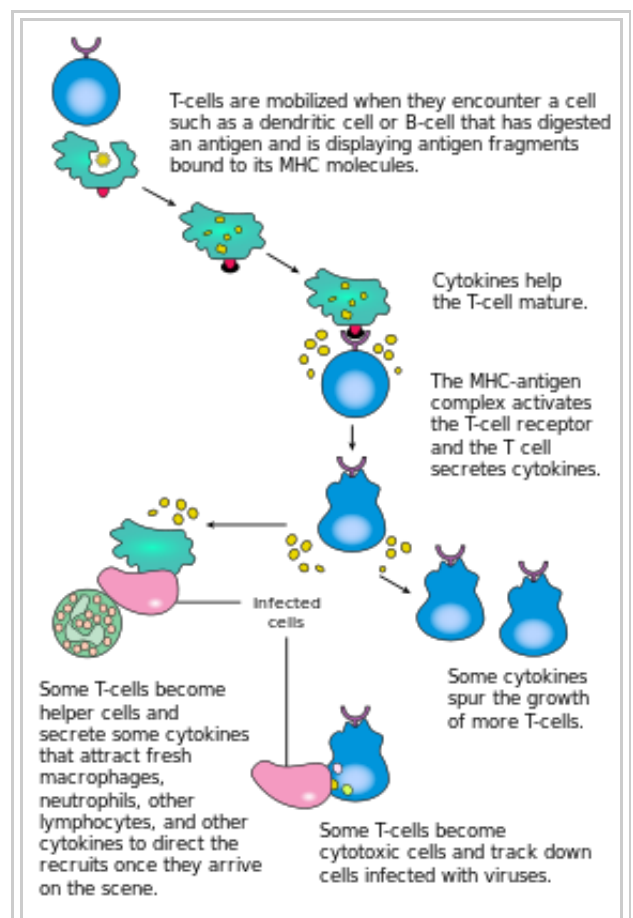 T-cells are mobilized when they encounter a cell
such as a dendritic cell or B-cell that has digested
an antigen and is displaying antigen fragments
bound to its MHC molecules.
Cytokines help
the T-cell mature.
The MHC-antigen
complex activates
the T-cell receptor
and the T cell
secretes cytokines.
Infected
cells
Some cytokines
spur the growth
of more T-cells.
Some T-cells become
helper cells and
secrete some cytokines
that attract fresh
macrophages,
neutrophils, other
lymphocytes, and other
cytokines to direct the
recruits once they arrive
on the scene.
Some T-cells become
cytotoxic cells and track down
cells infected with viruses.